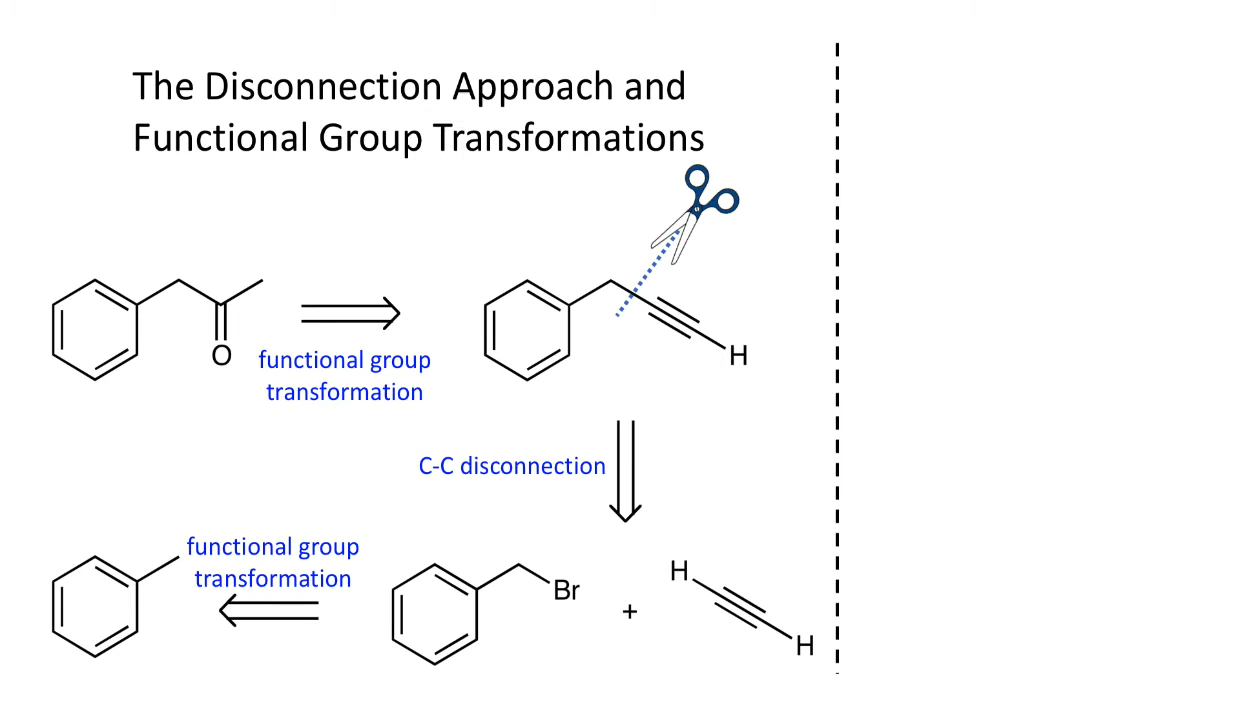 The Disconnection Approach and
Functional Group Transformations
O
functional group
transformation
H
C-C disconnection
functional group
transformation
Br
+
H
H